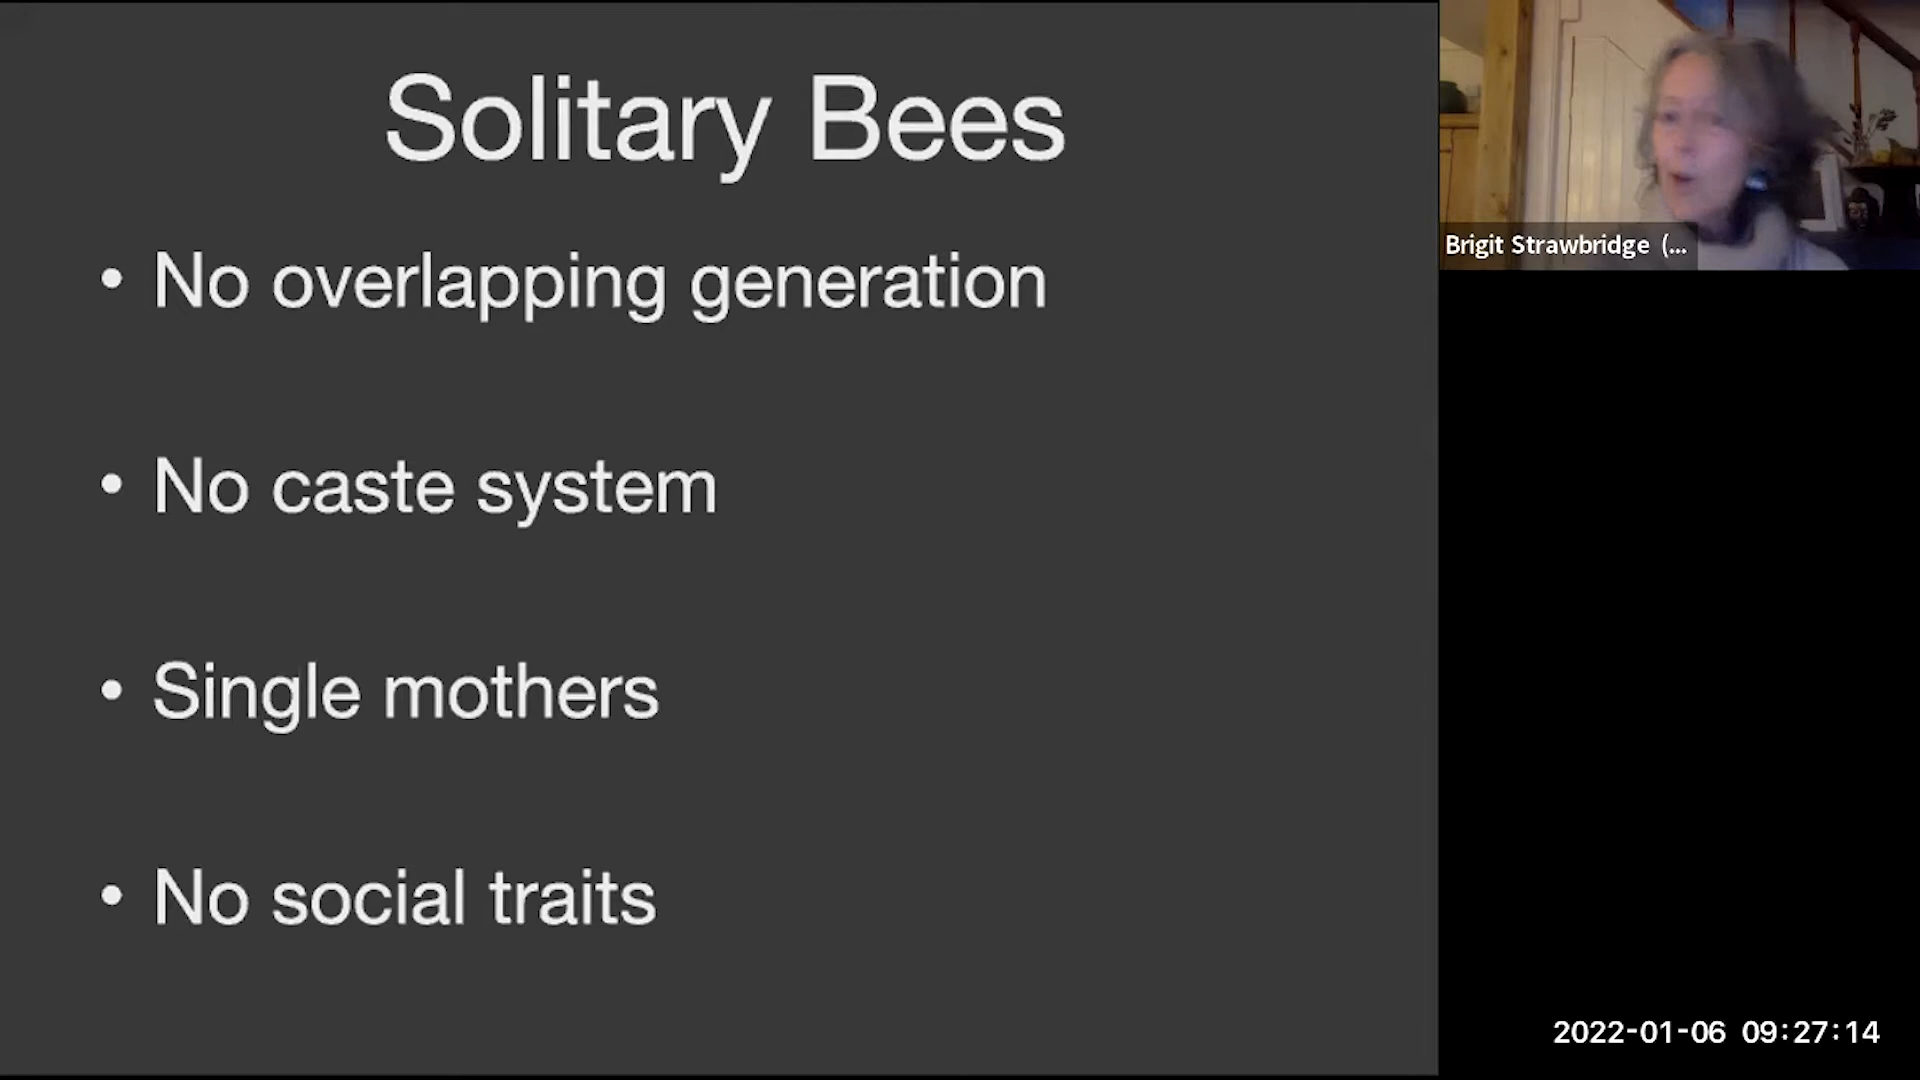 Solitary Bees
• No overlapping generation
• No caste system
• Single mothers
• No social traits
Brigit Strawbridge (...
2022-01-06 09:27:14